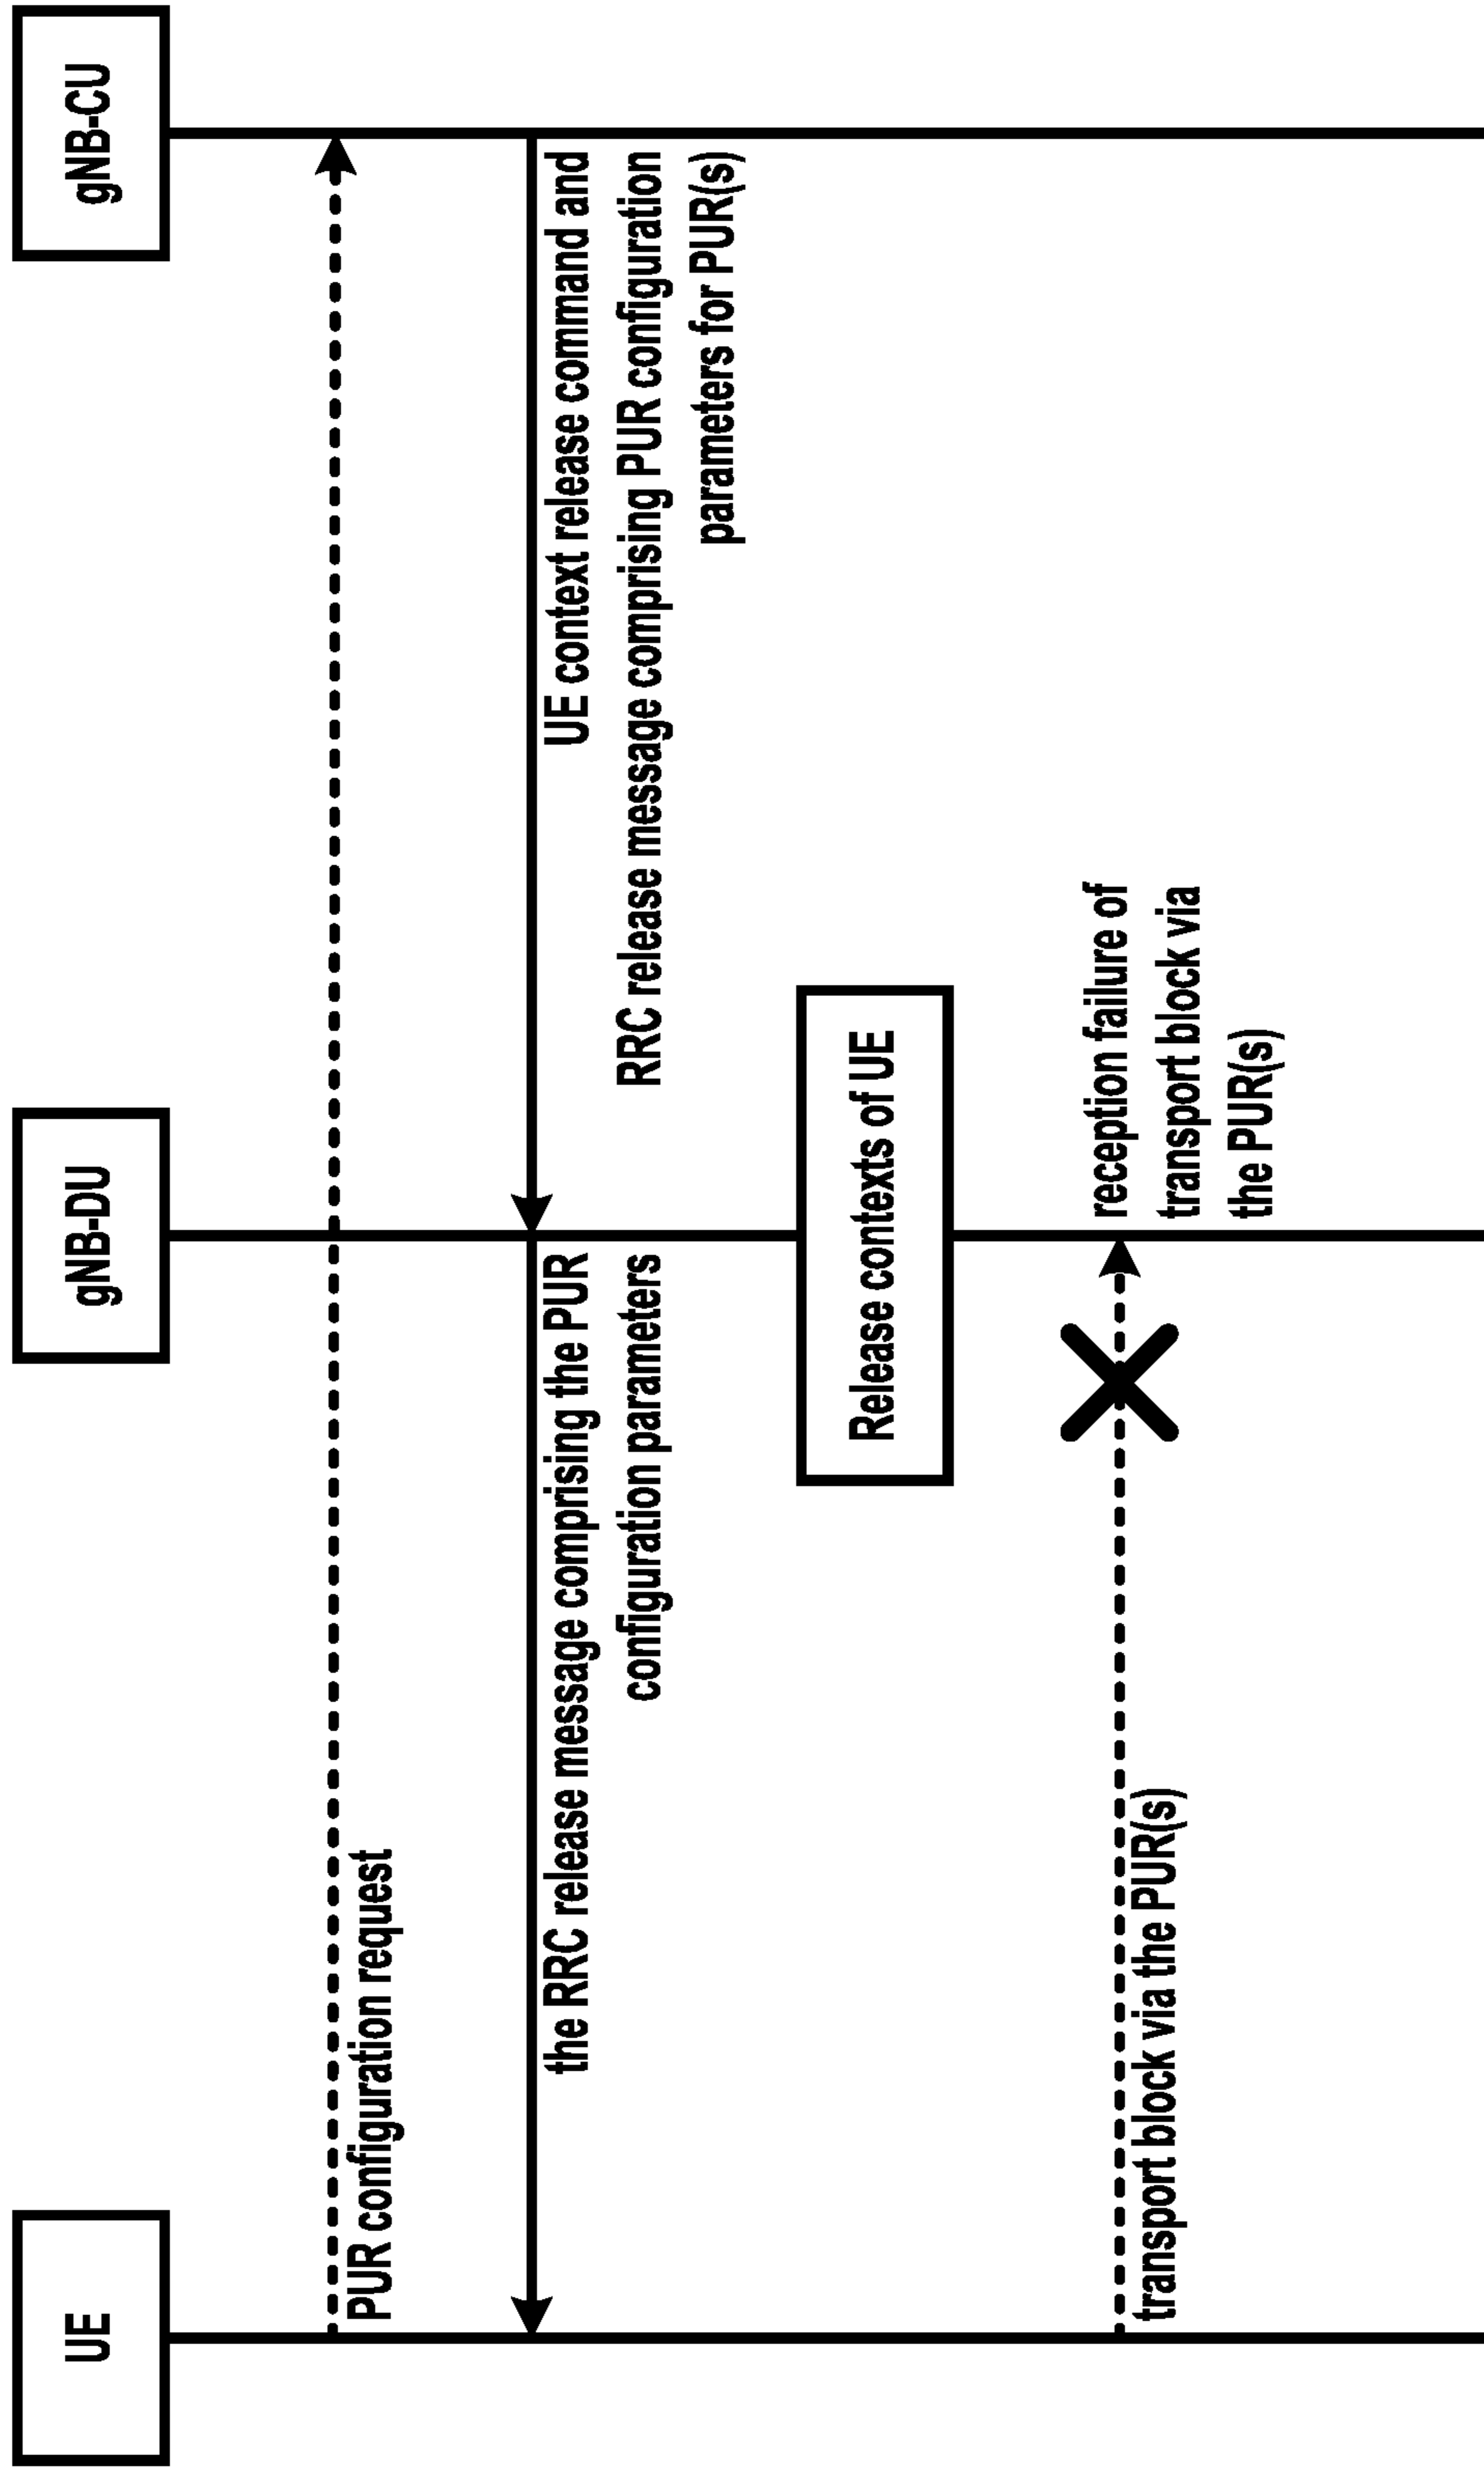 UE
gNB-DU
gNB-CU
PUR configuration request
UE context release command and
RRC release message comprising PUR configuration
parameters for PUR(s)
the RRC release message comprising the PUR
configuration parameters
Release contexts of UE
transport block via the PUR(s)
reception failure of
transport block via
the PUR(s)